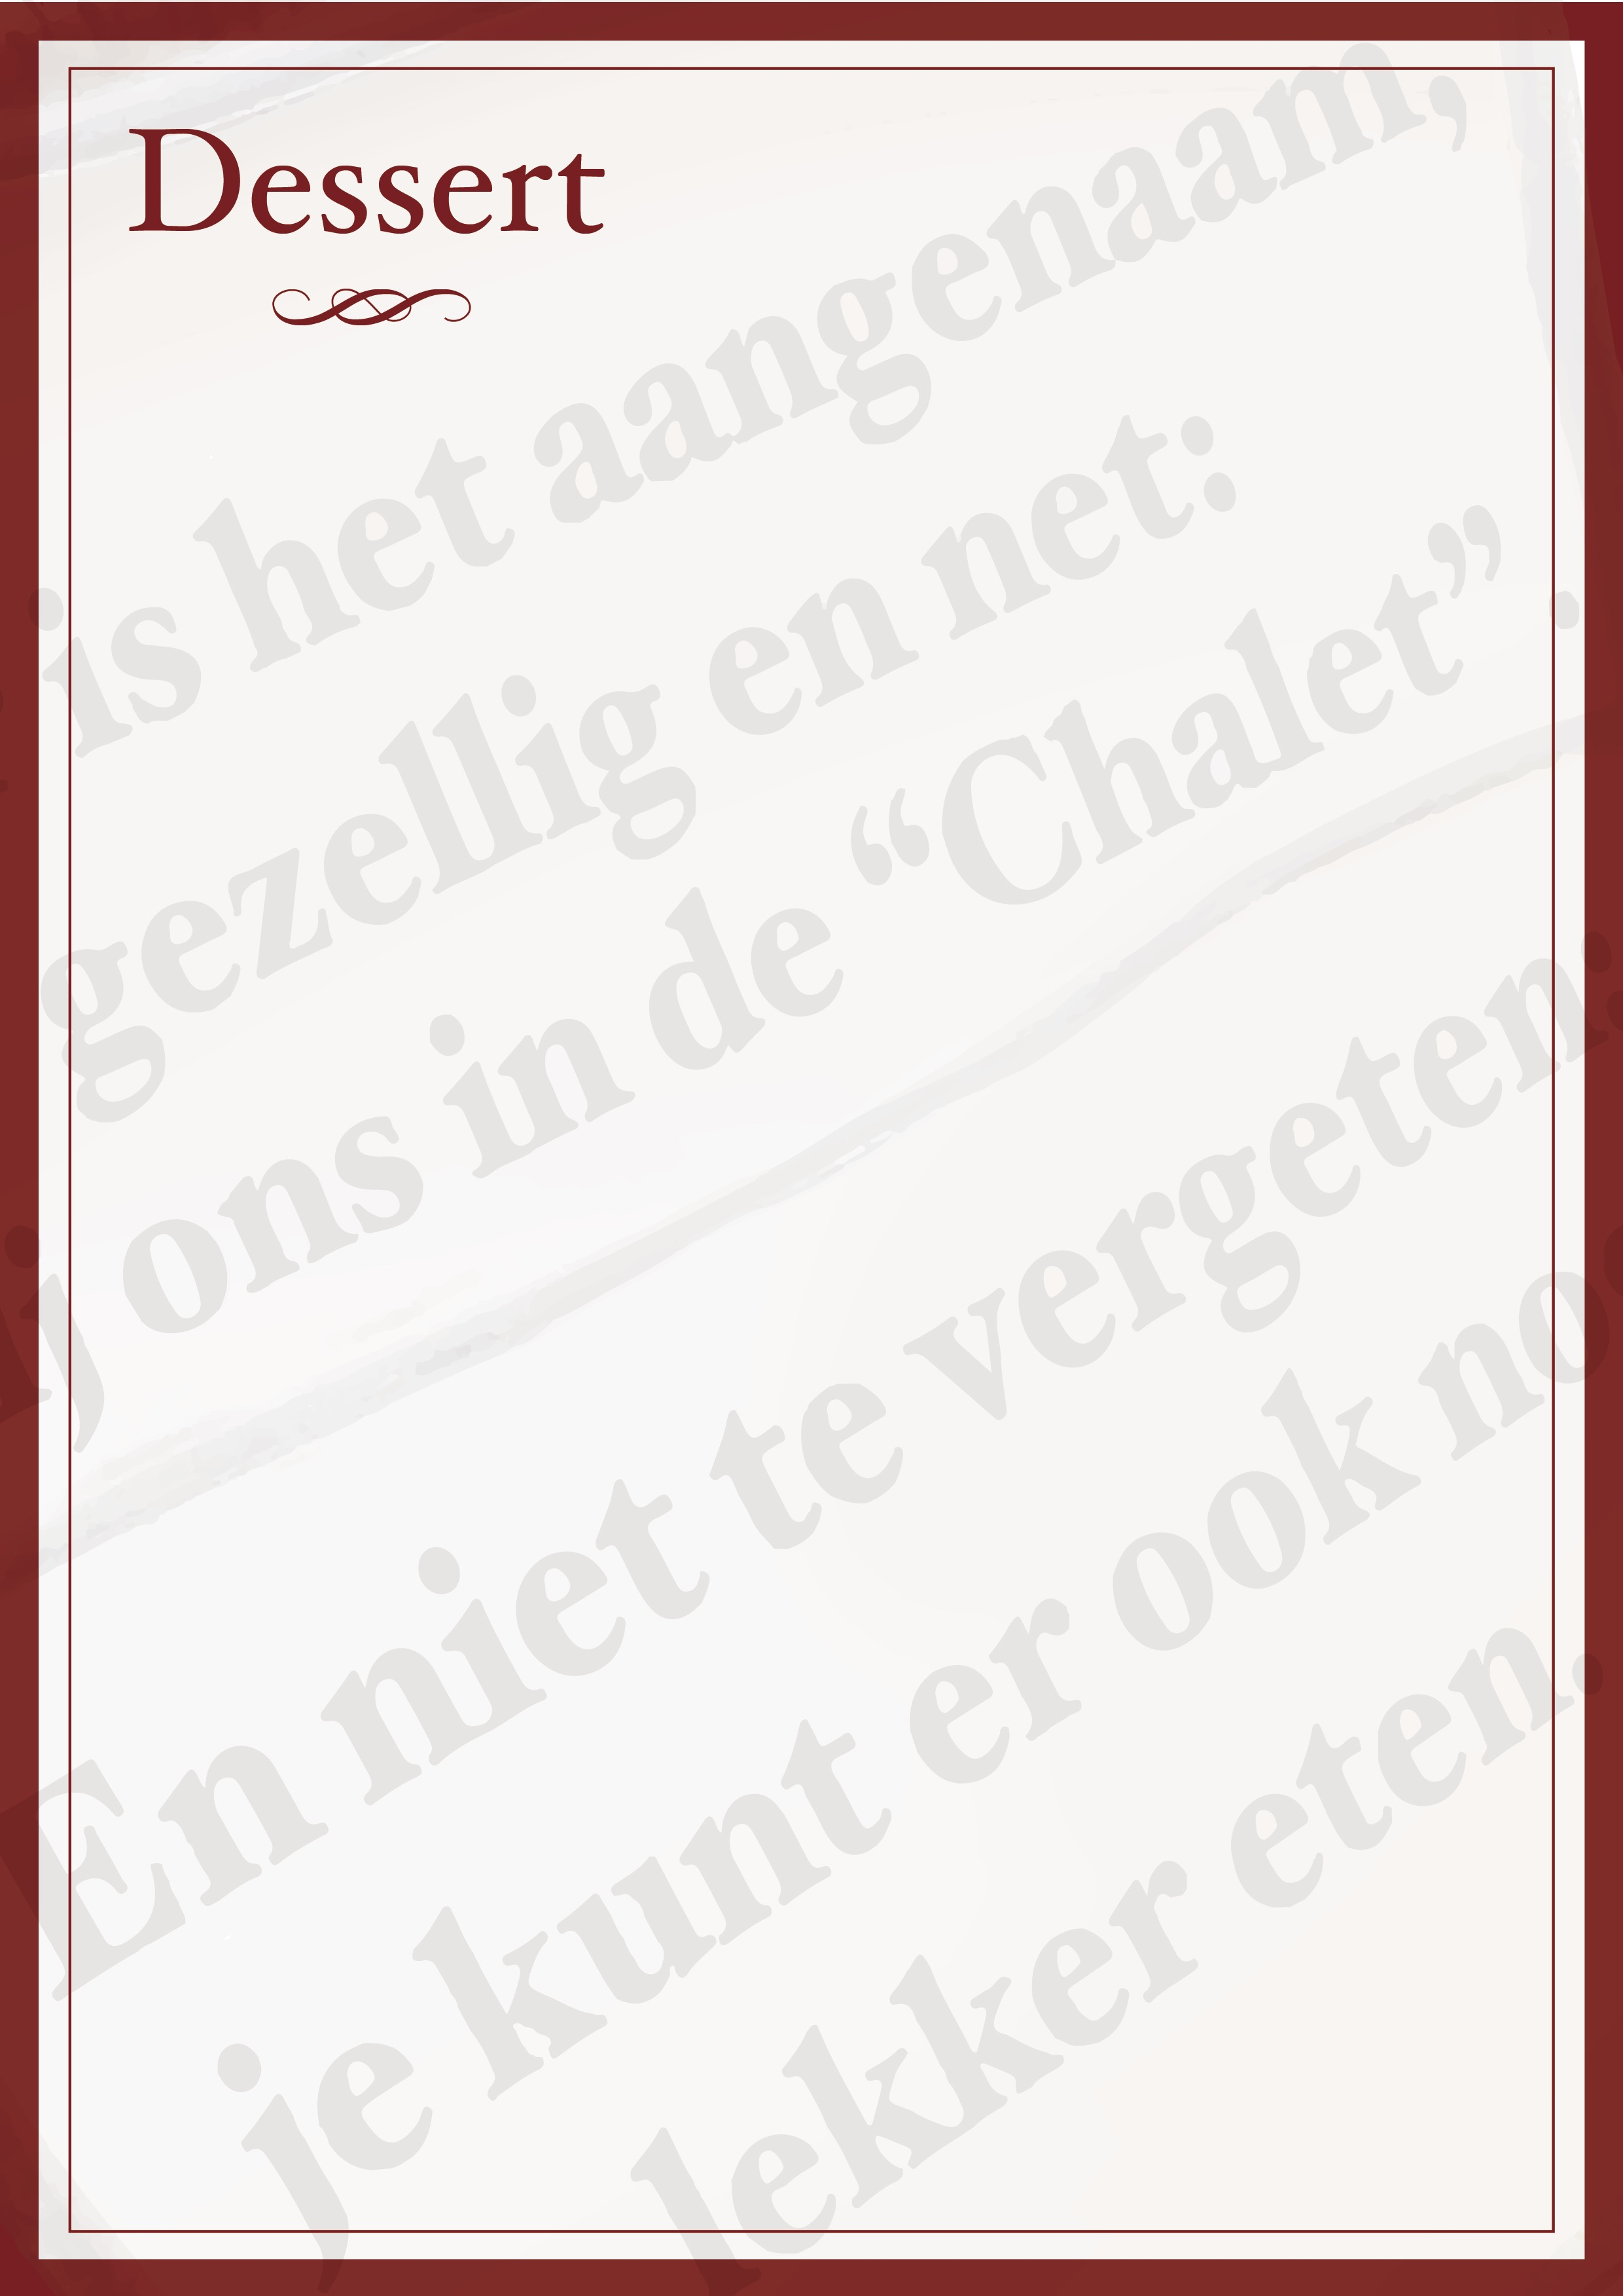 Dessert
is het aangenaam,
gezellig en net:
ij ons in de “Chalet” .
En niet te vergeten:
je kunt er ook no
lekker eten.